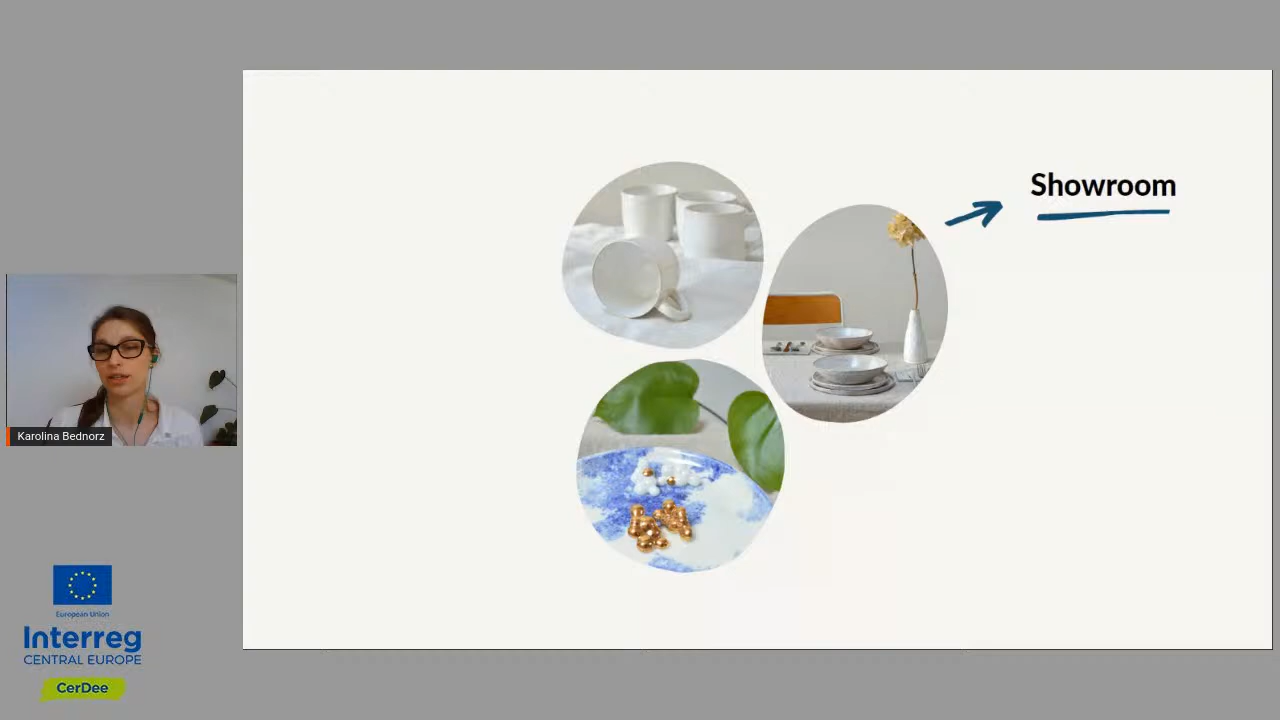 Showroom
Karolina Bednorz
European Union
Interreg
CENTRAL EUROPE
CerDee